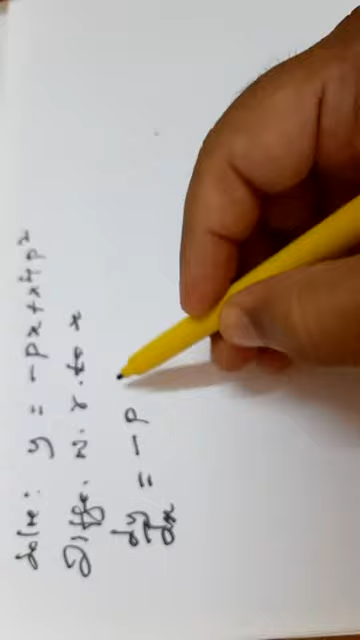 Solve: y = -px + x⁴p²
Diffe. w.r.to x
dy/dx = -p